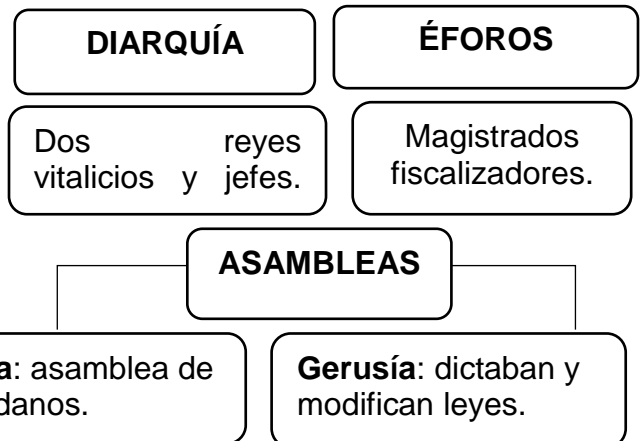 DIARQUÍA
ÉFOROS
Dos reyes
vitalicios y jefes.
Magistrados
fiscalizadores.
ASAMBLEAS
asamblea de
Gerusía: dictaban y
modifican leyes.